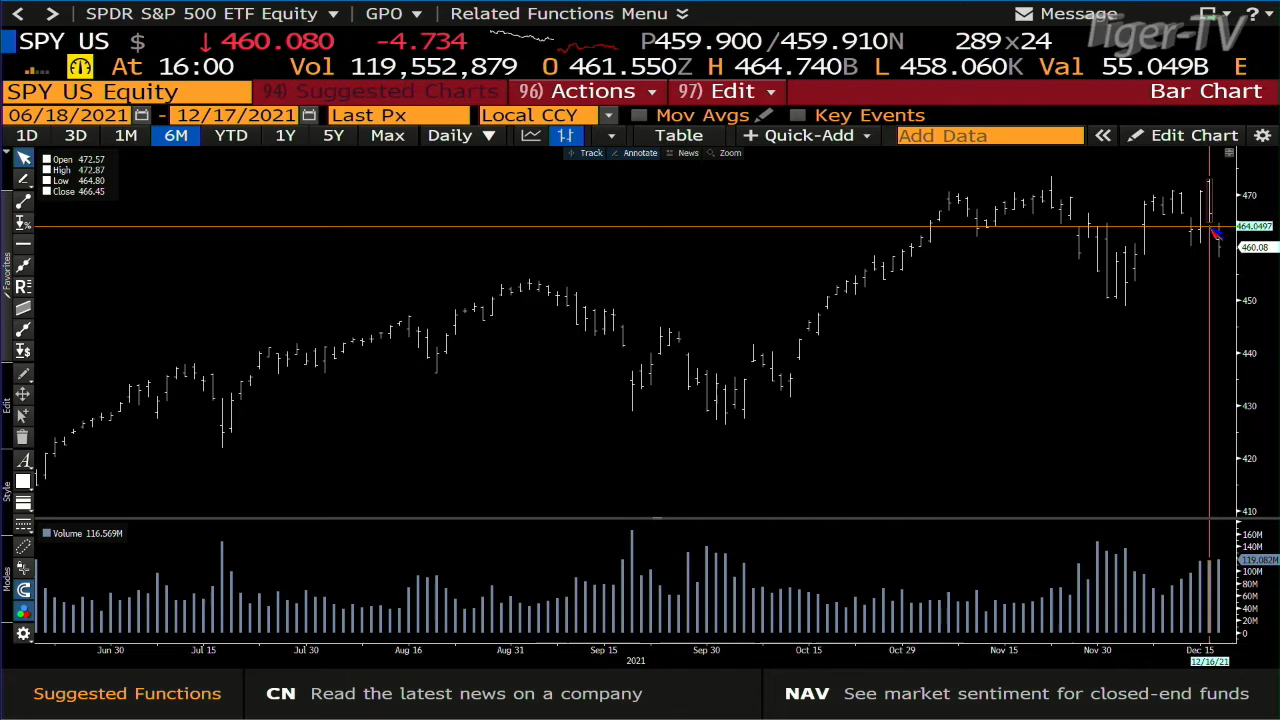 SPDR S&P 500 ETF Equity GPO Related Functions Menu Message ?
Tiger-TV
SPY US $ ↓ 460.080 -4.734 P459.900 /459.910N 289x24
At 16:00 Vol 119,552,879 O 461.550Z H 464.740B L 458.060K Val 55.049B E
SPY US Equity 94) Suggested Charts 96) Actions 97) Edit Bar Chart
06/18/2021 - 12/17/2021 Last Px Local CCY Mov Avgs Key Events
1D 3D 1M 6M YTD 1Y 5Y Max Daily ▼ Table + Quick-Add Add Data « Edit Chart
Track Annotate News Zoom
Open 472.57
High 472.87
Low 464.80
Close 466.45
470
464.0497
460.08
450
440
430
420
410
Favorites
Edit
Style
Modes
Volume 116.569M
160M
140M
119.082M
100M
80M
60M
40M
20M
0
Jun 30 Jul 15 Jul 30 Aug 16 Aug 31 Sep 15 Sep 30 Oct 15 Oct 29 Nov 15 Nov 30 Dec 15
2021 12/16/21
Suggested Functions CN Read the latest news on a company NAV See market sentiment for closed-end funds